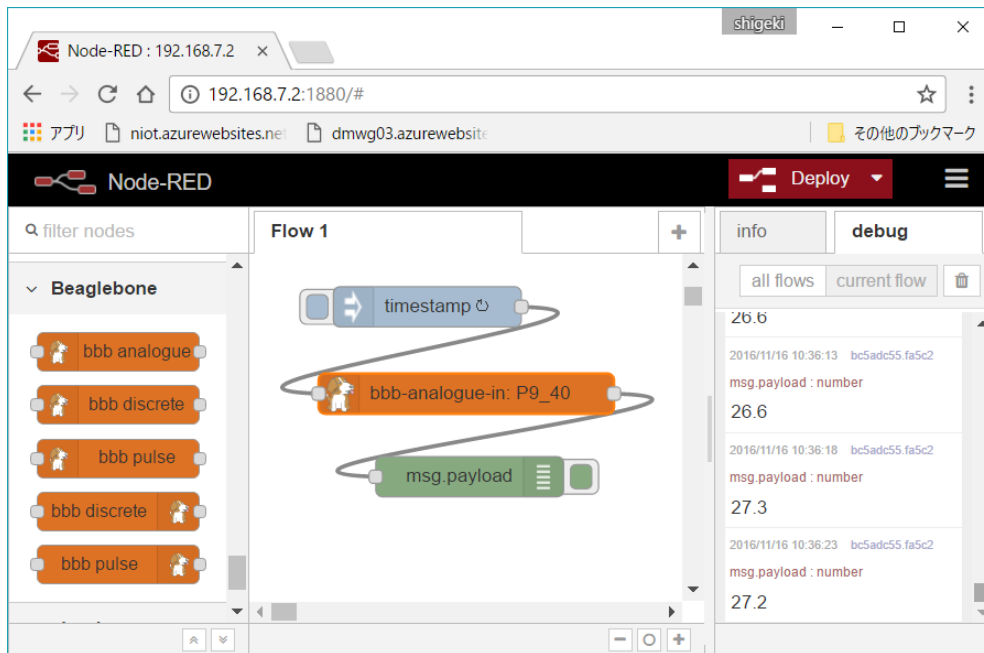 shigeki
Node-RED : 192.168.7.2
192.168.7.2:1880/#
アプリ niot.azurewebsites.net dmwg03.azurewebsite その他のブックマーク
Node-RED Deploy
filter nodes
Flow 1
info debug
all flows current flow
Beaglebone
bbb analogue
bbb discrete
bbb pulse
bbb discrete
bbb pulse
timestamp ↻
bbb-analogue-in: P9_40
msg.payload
26.6
2016/11/16 10:36:13 bc5adc55.fa5c2
msg.payload : number
26.6
2016/11/16 10:36:18 bc5adc55.fa5c2
msg.payload : number
27.3
2016/11/16 10:36:23 bc5adc55.fa5c2
msg.payload : number
27.2